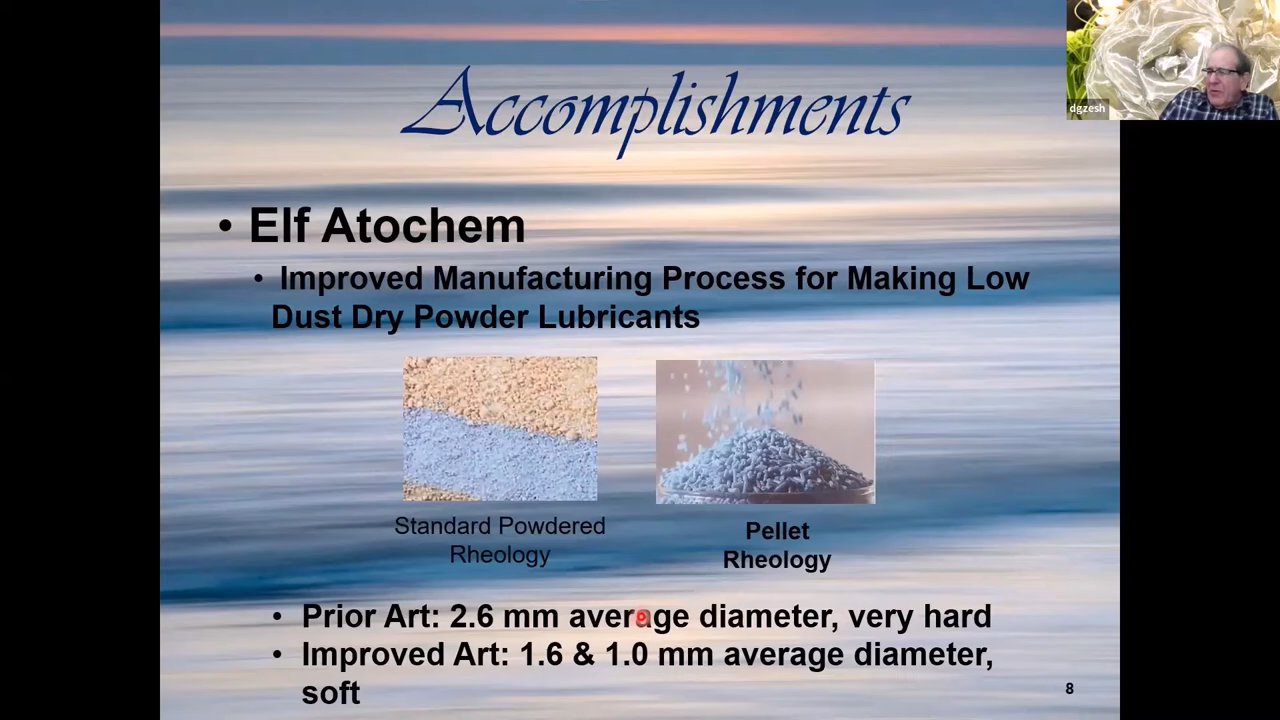 dgzesh
Accomplishments
• Elf Atochem
• Improved Manufacturing Process for Making Low
Dust Dry Powder Lubricants
Standard Powdered
Rheology
Pellet
Rheology
• Prior Art: 2.6 mm average diameter, very hard
• Improved Art: 1.6 & 1.0 mm average diameter,
soft
8